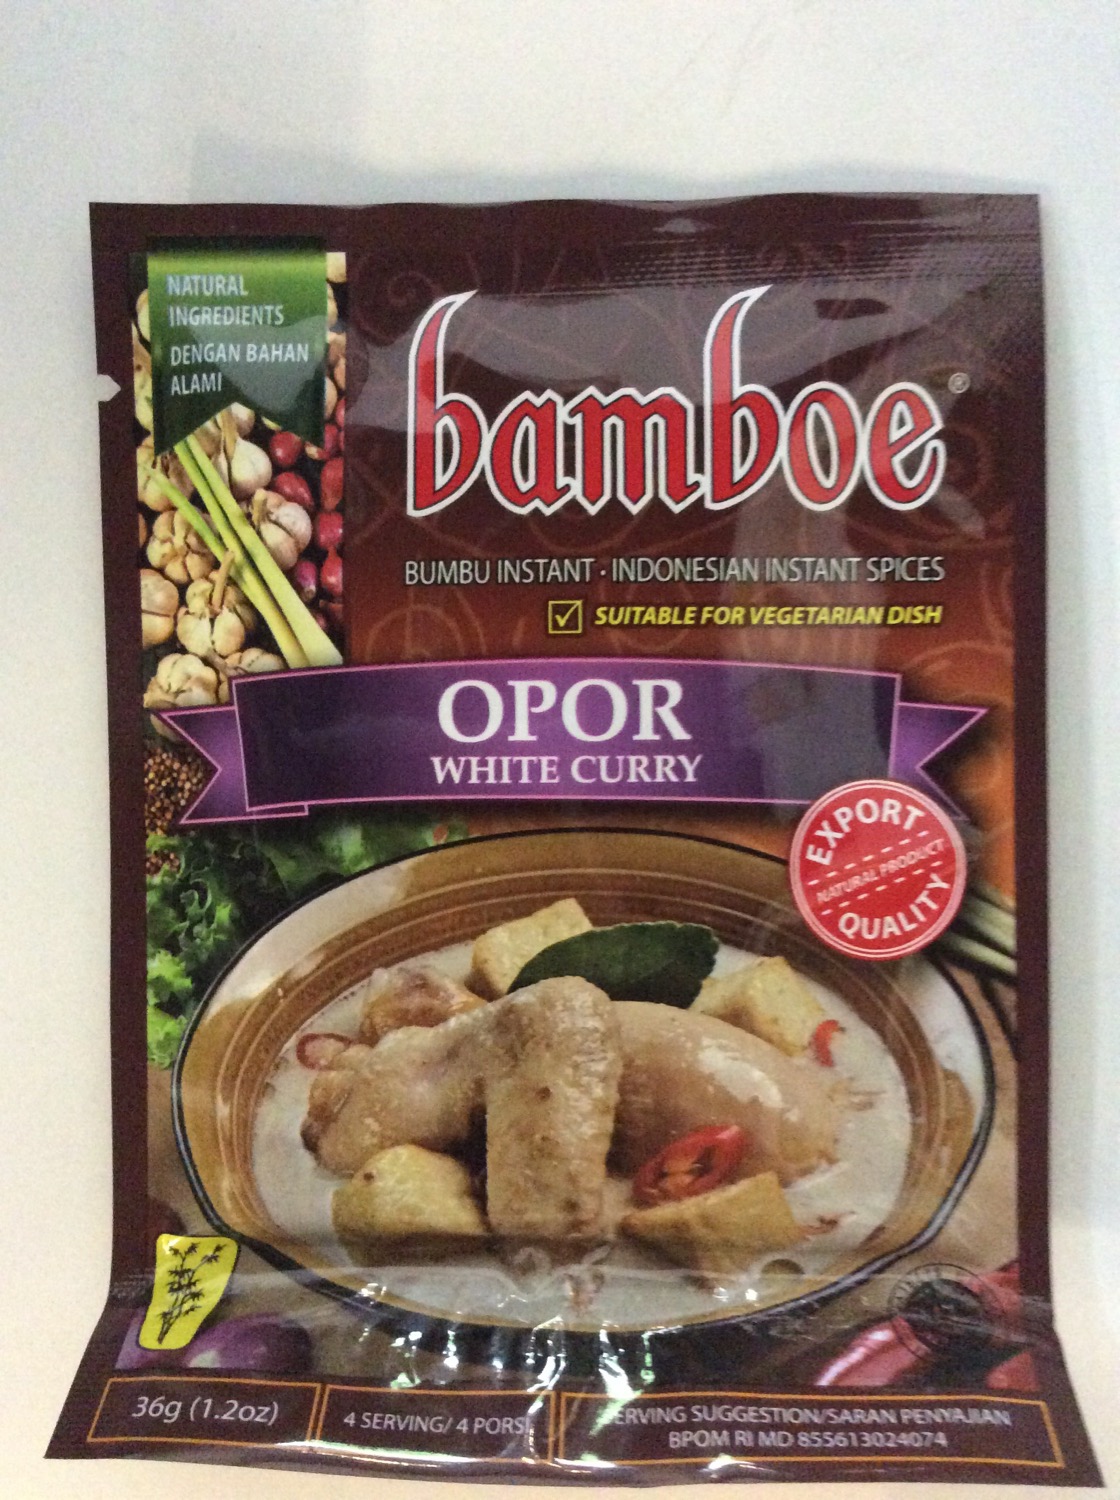 NATURAL
INGREDIENTS
DENGAN BAHAN
ALAMI
bamboe®
BUMBU INSTANT · INDONESIAN INSTANT SPICES
SUITABLE FOR VEGETARIAN DISH
OPOR
WHITE CURRY
EXPORT
NATURAL PRODUCT
QUALITY
36g (1.2oz)
4 SERVING/ 4 PORSI
SERVING SUGGESTION/SARAN PENYAJIAN
BPOM RI MD 855613024074